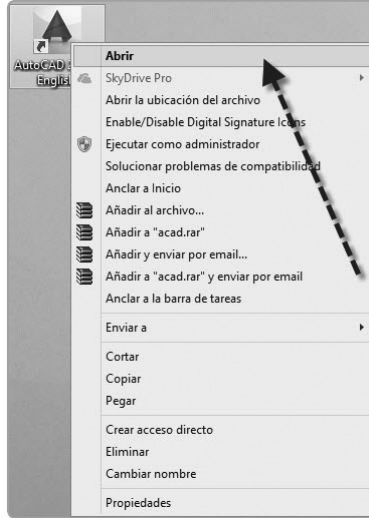 AutoCAD
English
Abrir
SkyDrive Pro
Abrir la ubicación del archivo
Enable/Disable Digital Signature Icons
Ejecutar como administrador
Solucionar problemas de compatibilidad
Anclar a Inicio
Añadir al archivo...
Añadir a "acad.rar"
Añadir y enviar por email...
Añadir a "acad.rar" y enviar por email
Anclar a la barra de tareas
Enviar a
Cortar
Copiar
Pegar
Crear acceso directo
Eliminar
Cambiar nombre
Propiedades